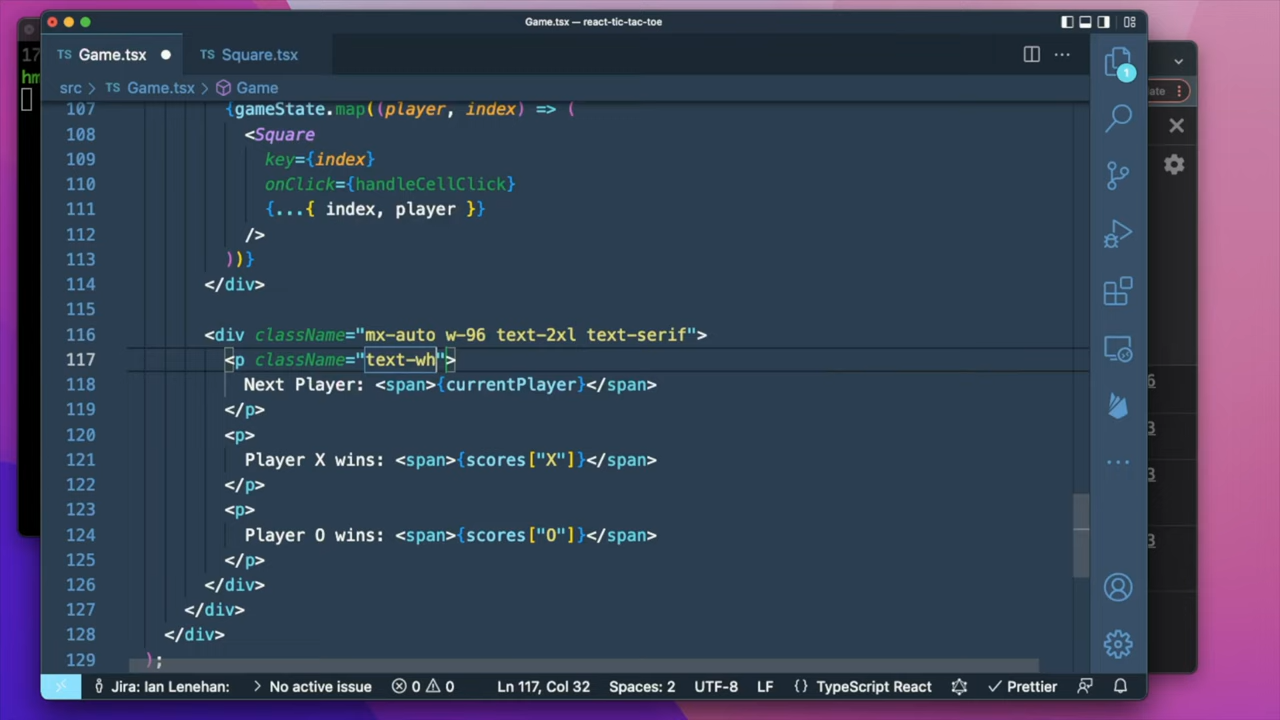 Game.tsx — react-tic-tac-toe
17
hm
TS Game.tsx
TS Square.tsx
src > TS Game.tsx > Game
1
107 {gameState.map((player, index) => (
108 <Square
109 key={index}
110 onClick={handleCellClick}
111 {...{ index, player }}
112 />
113 ))}
114 </div>
115
116 <div className="mx-auto w-96 text-2xl text-serif">
117 <p className="text-wh">
118 Next Player: <span>{currentPlayer}</span>
119 </p>
120 <p>
121 Player X wins: <span>{scores["X"]}</span>
122 </p>
123 <p>
124 Player O wins: <span>{scores["O"]}</span>
125 </p>
126 </div>
127 </div>
128 </div>
129 );
Jira: Ian Lenehan: > No active issue 0 0 Ln 117, Col 32 Spaces: 2 UTF-8 LF {} TypeScript React Prettier